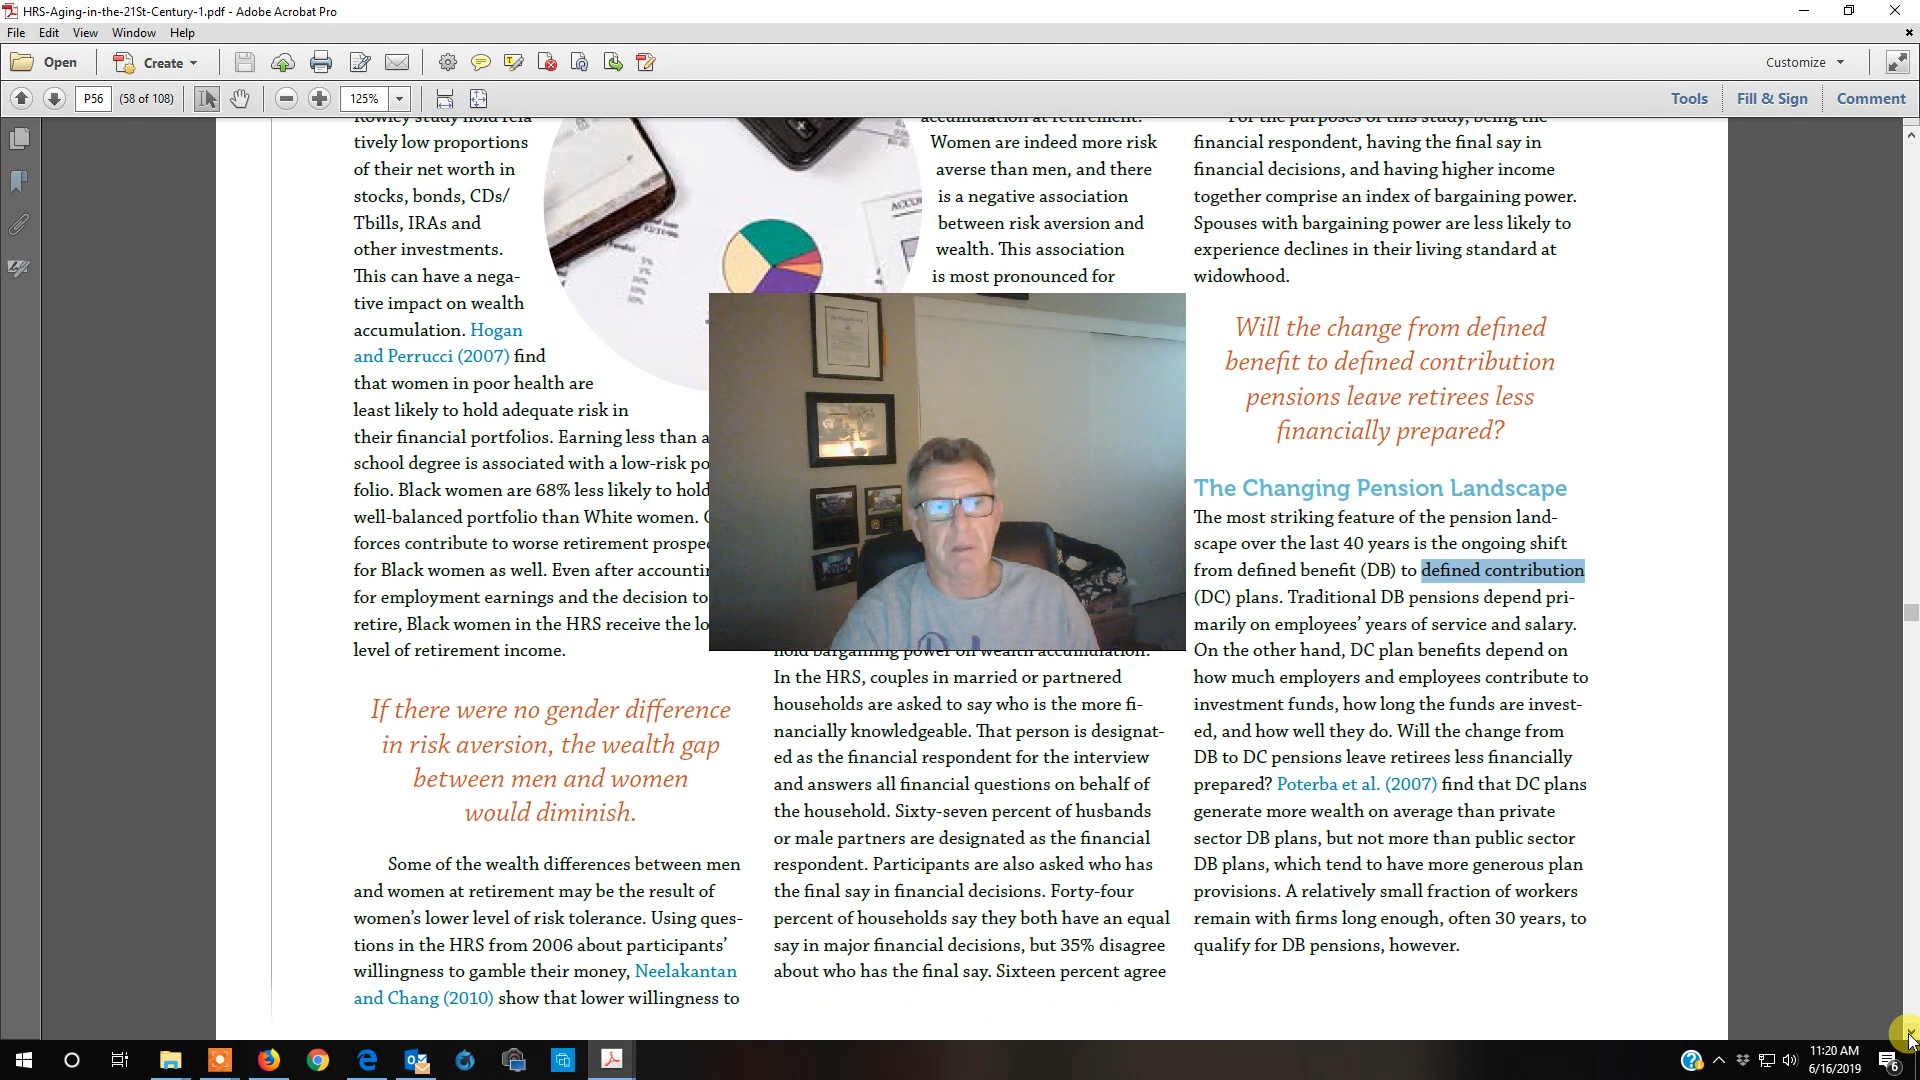 HRS-Aging-in-the-21St-Century-1.pdf - Adobe Acrobat Pro
File Edit View Window Help
Open Create Customize
P56 (58 of 108) 125% Tools Fill & Sign Comment
Rowley study hold rela-
tively low proportions
of their net worth in
stocks, bonds, CDs/
Tbills, IRAs and
other investments.
This can have a nega-
tive impact on wealth
accumulation. Hogan
and Perrucci (2007) find
that women in poor health are
least likely to hold adequate risk in
their financial portfolios. Earning less than a
school degree is associated with a low-risk po
folio. Black women are 68% less likely to hold
well-balanced portfolio than White women.
forces contribute to worse retirement prospe
for Black women as well. Even after accounti
for employment earnings and the decision to
retire, Black women in the HRS receive the lo
level of retirement income.
If there were no gender difference
in risk aversion, the wealth gap
between men and women
would diminish.
Some of the wealth differences between men
and women at retirement may be the result of
women's lower level of risk tolerance. Using ques-
tions in the HRS from 2006 about participants'
willingness to gamble their money, Neelakantan
and Chang (2010) show that lower willingness to
accumulation at retirement.
Women are indeed more risk
averse than men, and there
is a negative association
between risk aversion and
wealth. This association
is most pronounced for
hold bargaining power on wealth accumulation.
In the HRS, couples in married or partnered
households are asked to say who is the more fi-
nancially knowledgeable. That person is designat-
ed as the financial respondent for the interview
and answers all financial questions on behalf of
the household. Sixty-seven percent of husbands
or male partners are designated as the financial
respondent. Participants are also asked who has
the final say in financial decisions. Forty-four
percent of households say they both have an equal
say in major financial decisions, but 35% disagree
about who has the final say. Sixteen percent agree
For the purposes of this study, being the
financial respondent, having the final say in
financial decisions, and having higher income
together comprise an index of bargaining power.
Spouses with bargaining power are less likely to
experience declines in their living standard at
widowhood.
Will the change from defined
benefit to defined contribution
pensions leave retirees less
financially prepared?
The Changing Pension Landscape
The most striking feature of the pension land-
scape over the last 40 years is the ongoing shift
from defined benefit (DB) to defined contribution
(DC) plans. Traditional DB pensions depend pri-
marily on employees' years of service and salary.
On the other hand, DC plan benefits depend on
how much employers and employees contribute to
investment funds, how long the funds are invest-
ed, and how well they do. Will the change from
DB to DC pensions leave retirees less financially
prepared? Poterba et al. (2007) find that DC plans
generate more wealth on average than private
sector DB plans, but not more than public sector
DB plans, which tend to have more generous plan
provisions. A relatively small fraction of workers
remain with firms long enough, often 30 years, to
qualify for DB pensions, however.
11:20 AM
6/16/2019
6